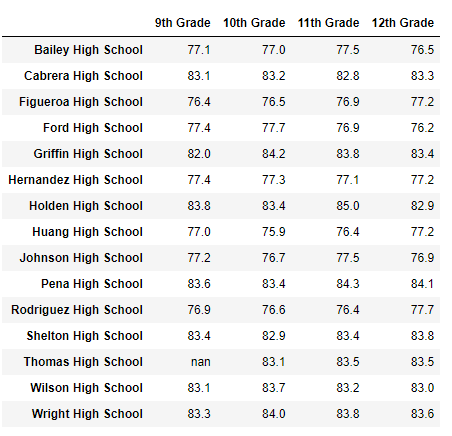 9th Grade 10th Grade 11th Grade 12th Grade
Bailey High School 77.1 77.0 77.5 76.5
Cabrera High School 83.1 83.2 82.8 83.3
Figueroa High School 76.4 76.5 76.9 77.2
Ford High School 77.4 77.7 76.9 76.2
Griffin High School 82.0 84.2 83.8 83.4
Hernandez High School 77.4 77.3 77.1 77.2
Holden High School 83.8 83.4 85.0 82.9
Huang High School 77.0 75.9 76.4 77.2
Johnson High School 77.2 76.7 77.5 76.9
Pena High School 83.6 83.4 84.3 84.1
Rodriguez High School 76.9 76.6 76.4 77.7
Shelton High School 83.4 82.9 83.4 83.8
Thomas High School nan 83.1 83.5 83.5
Wilson High School 83.1 83.7 83.2 83.0
Wright High School 83.3 84.0 83.8 83.6